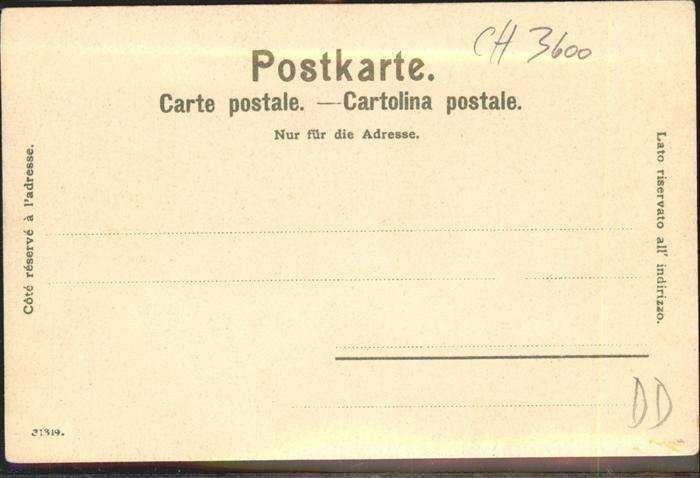 CH 3600
Postkarte.
Carte postale. — Cartolina postale.
Nur für die Adresse.
Côté réservé à l'adresse.
Lato riservato all' indirizzo.
DD
21319.